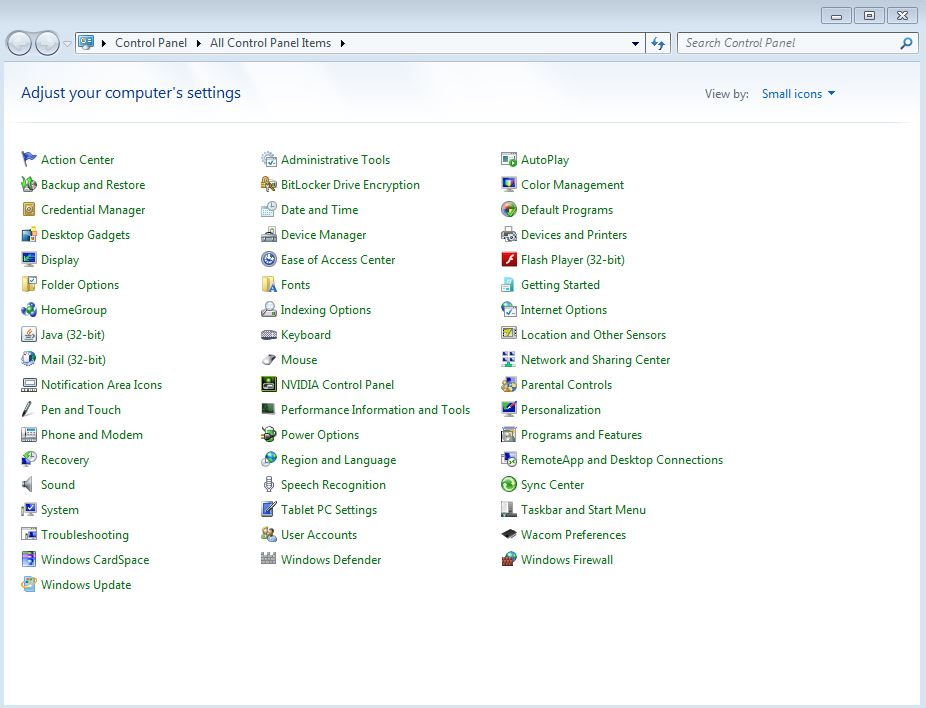 Control Panel All Control Panel Items Search Control Panel
Adjust your computer's settings View by: Small icons
Action Center Administrative Tools AutoPlay
Backup and Restore BitLocker Drive Encryption Color Management
Credential Manager Date and Time Default Programs
Desktop Gadgets Device Manager Devices and Printers
Display Ease of Access Center Flash Player (32-bit)
Folder Options Fonts Getting Started
HomeGroup Indexing Options Internet Options
Java (32-bit) Keyboard Location and Other Sensors
Mail (32-bit) Mouse Network and Sharing Center
Notification Area Icons NVIDIA Control Panel Parental Controls
Pen and Touch Performance Information and Tools Personalization
Phone and Modem Power Options Programs and Features
Recovery Region and Language RemoteApp and Desktop Connections
Sound Speech Recognition Sync Center
System Tablet PC Settings Taskbar and Start Menu
Troubleshooting User Accounts Wacom Preferences
Windows CardSpace Windows Defender Windows Firewall
Windows Update